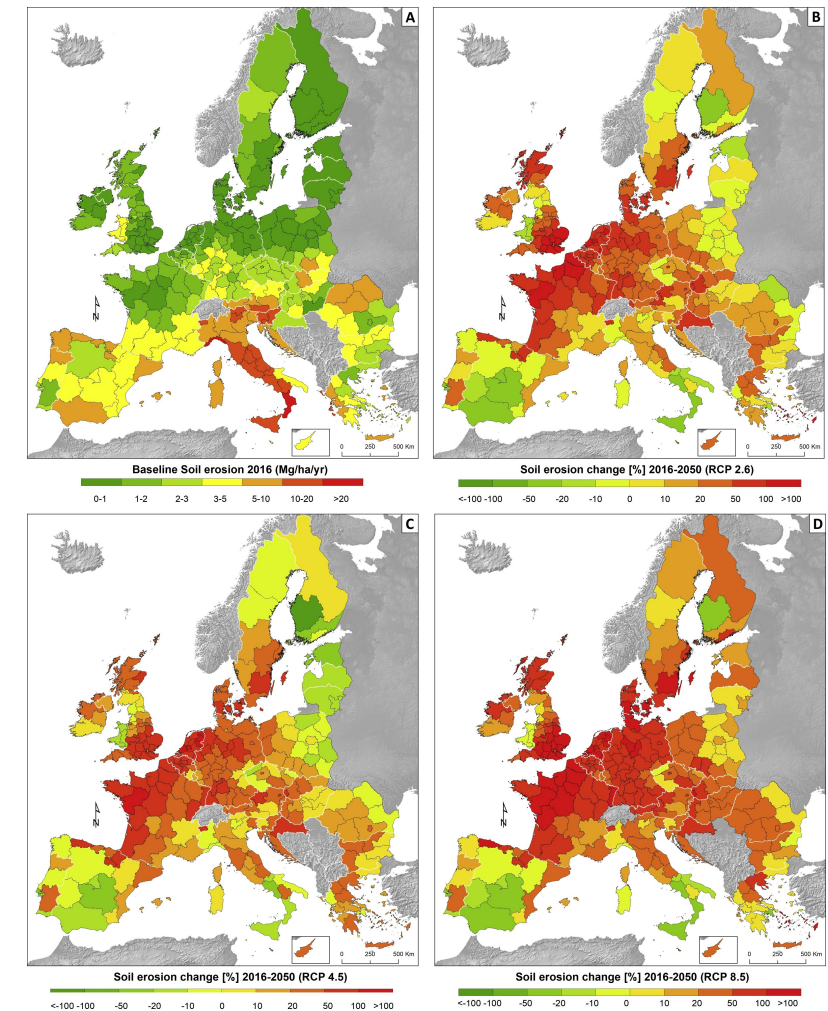 A
N
0 250 500 Km
Baseline Soil erosion 2016 (Mg/ha/yr)
0-1 1-2 2-3 3-5 5-10 10-20 >20
B
N
0 250 500 Km
Soil erosion change [%] 2016-2050 (RCP 2.6)
<-100 -100 -50 -20 -10 0 10 20 50 100 >100
C
N
0 250 500 Km
Soil erosion change [%] 2016-2050 (RCP 4.5)
<-100 -100 -50 -20 -10 0 10 20 50 100 >100
D
N
0 250 500 Km
Soil erosion change [%] 2016-2050 (RCP 8.5)
<-100 -100 -50 -20 -10 0 10 20 50 100 >100